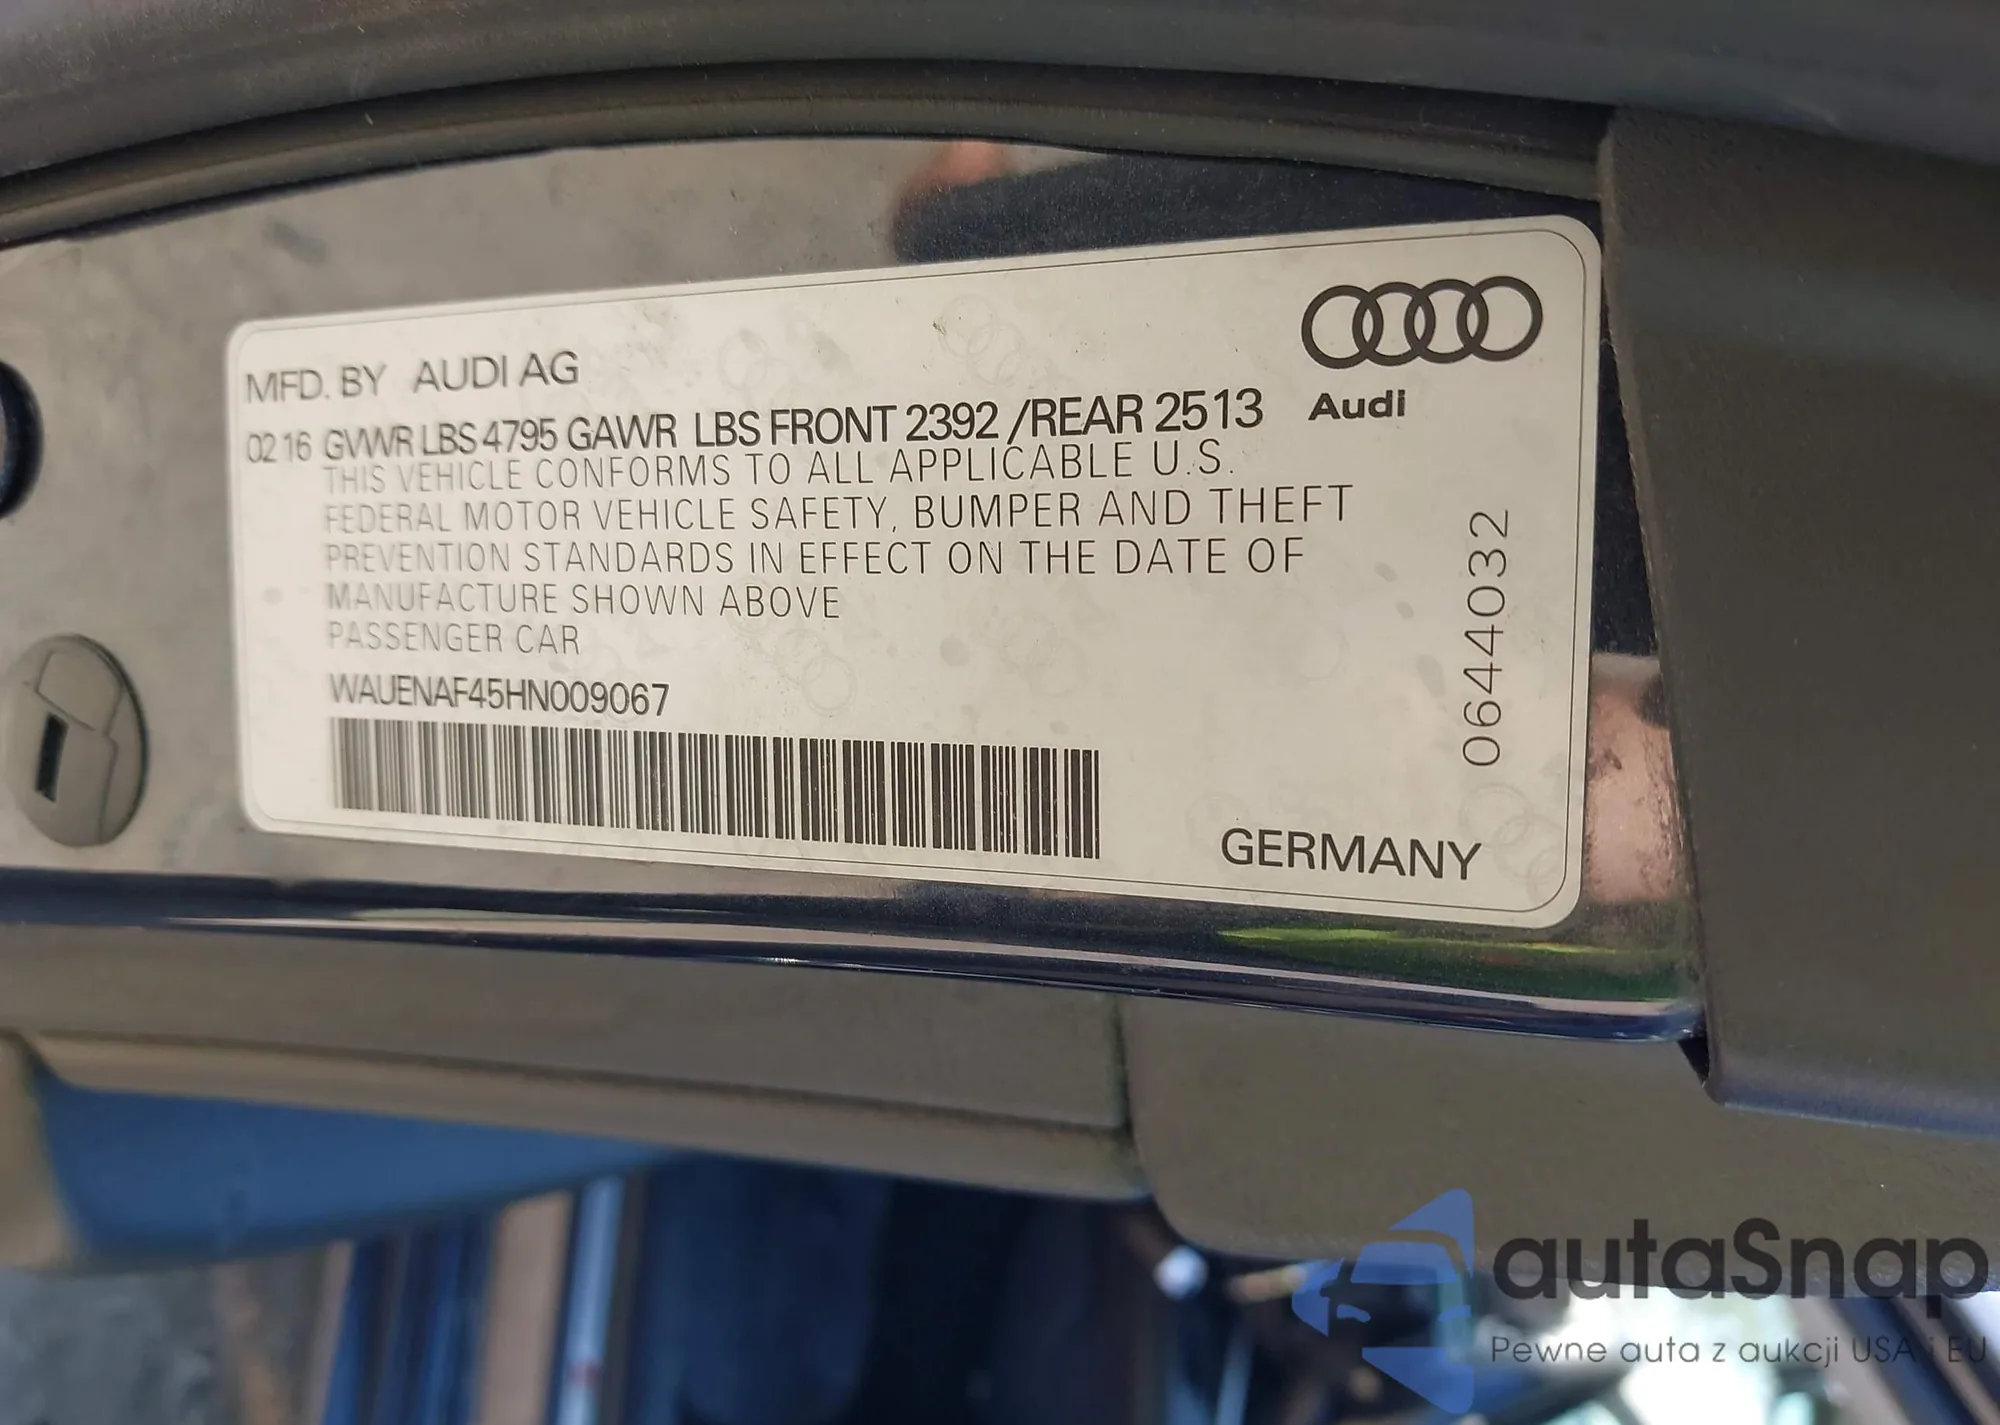 MFD. BY AUDI AG
02 16 GVWR LBS 4795 GAWR LBS FRONT 2392 /REAR 2513
Audi
THIS VEHICLE CONFORMS TO ALL APPLICABLE U.S.
FEDERAL MOTOR VEHICLE SAFETY, BUMPER AND THEFT
PREVENTION STANDARDS IN EFFECT ON THE DATE OF
MANUFACTURE SHOWN ABOVE
PASSENGER CAR
WAUENAF45HN009067
0644032
GERMANY
autaSnap
Pewne auta z aukcji USA i EU